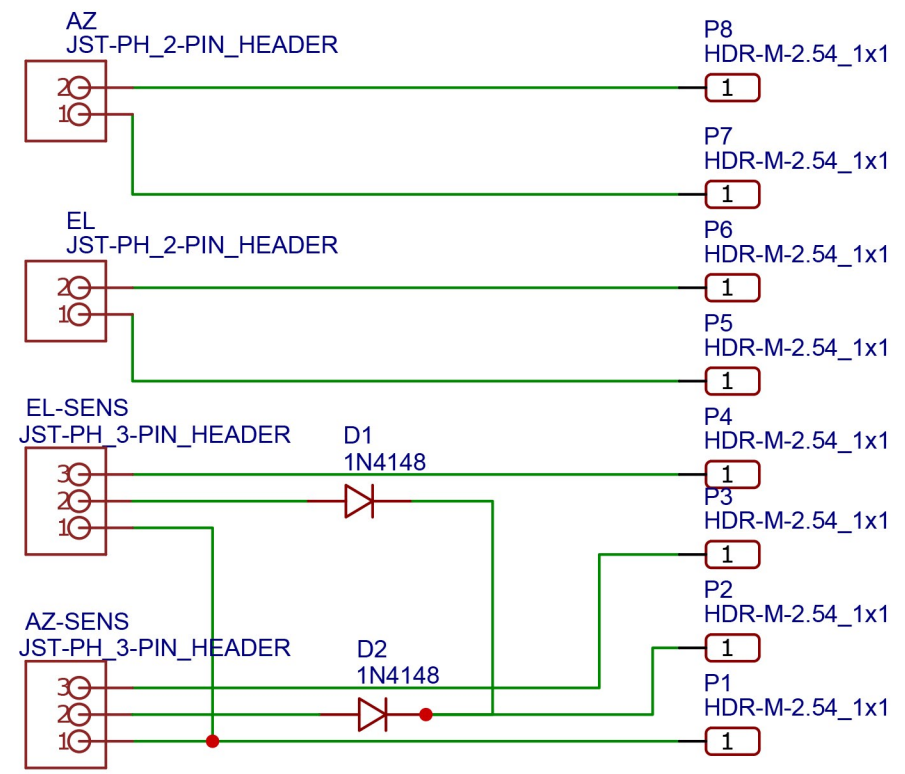 AZ
JST-PH_2-PIN_HEADER
2
1
P8
HDR-M-2.54_1x1
1
P7
HDR-M-2.54_1x1
1
EL
JST-PH_2-PIN_HEADER
2
1
P6
HDR-M-2.54_1x1
1
P5
HDR-M-2.54_1x1
1
EL-SENS
JST-PH_3-PIN_HEADER
3
2
1
D1
1N4148
P4
HDR-M-2.54_1x1
1
P3
HDR-M-2.54_1x1
1
AZ-SENS
JST-PH_3-PIN_HEADER
3
2
1
D2
1N4148
P2
HDR-M-2.54_1x1
1
P1
HDR-M-2.54_1x1
1